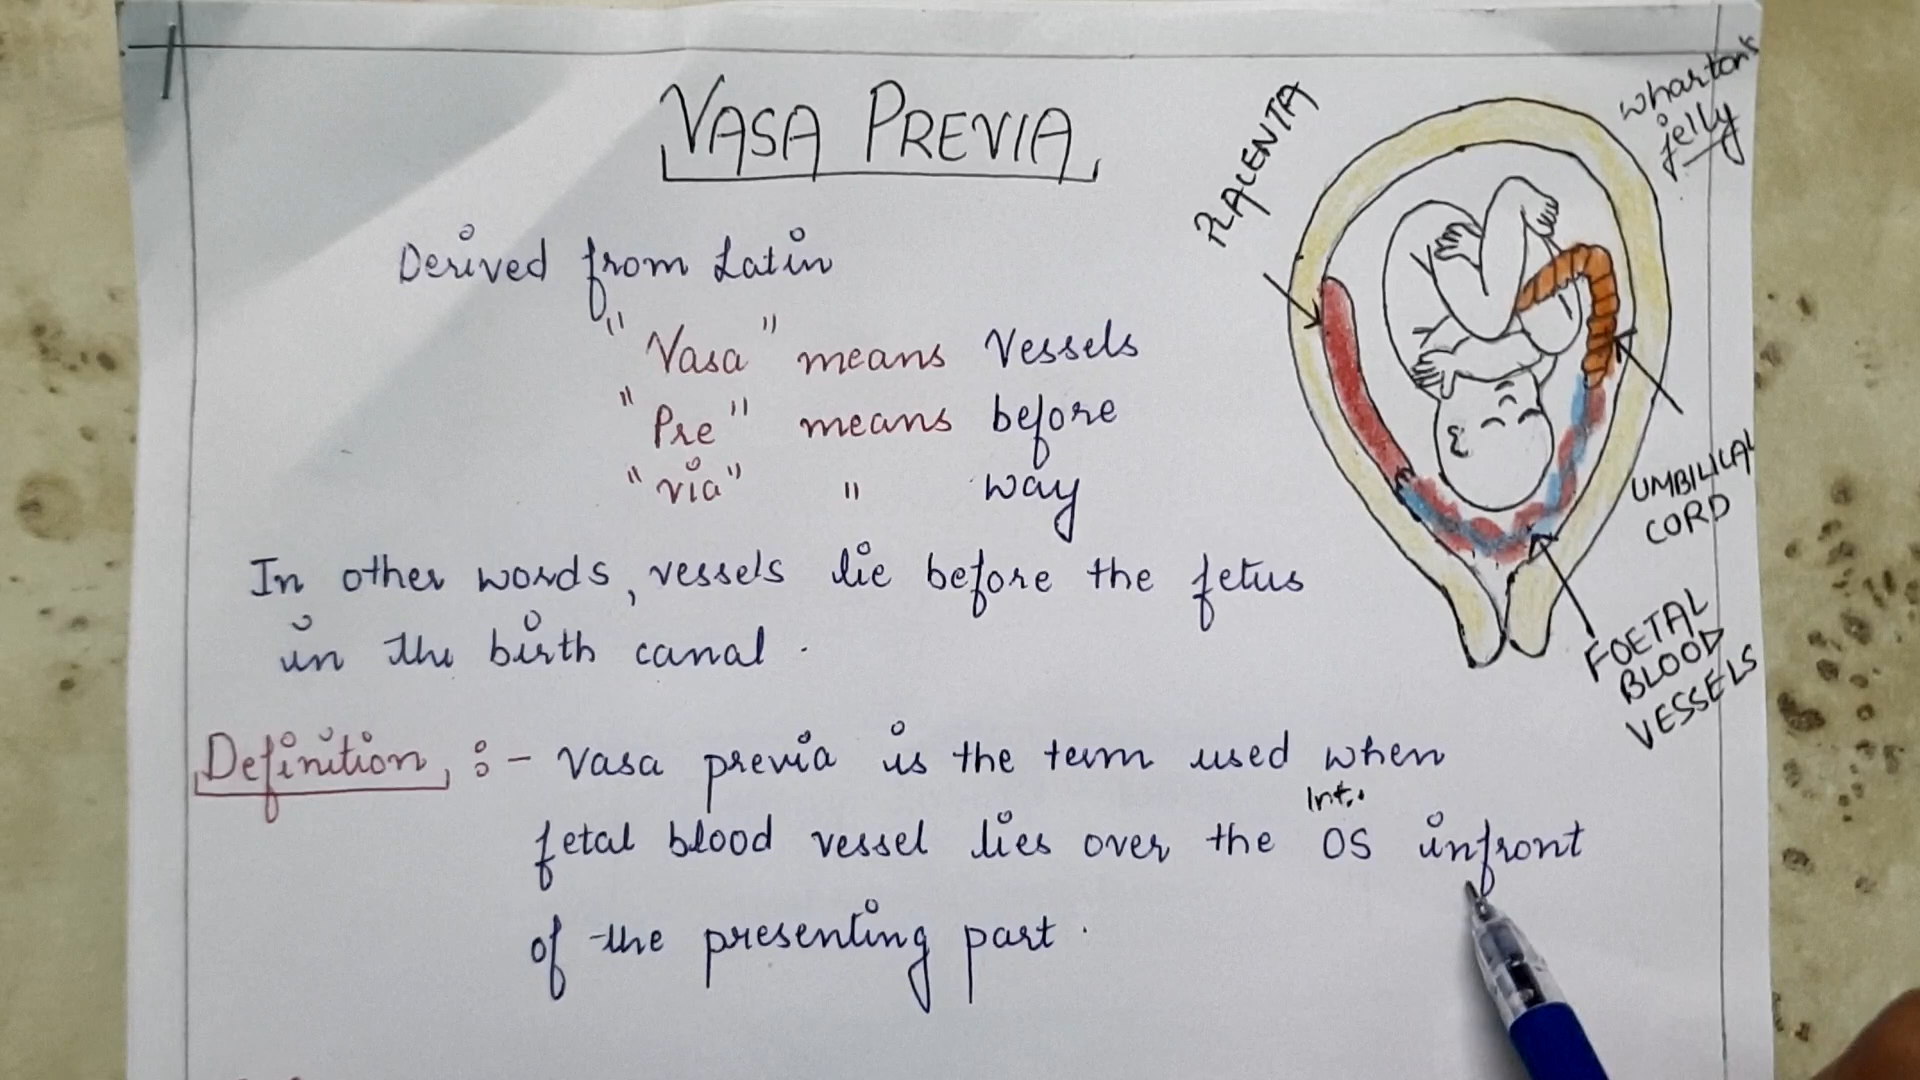 VASA PREVIA
Derived from Latin
"Vasa" means Vessels
"Pre" means before
"via" " way
In other words, vessels lie before the fetus
in the birth canal.
Definition :- Vasa previa is the term used when
Int.
fetal blood vessel lies over the OS infront
of the presenting part.
PLACENTA
Wharton's
jelly
UMBILICAL
CORD
FOETAL
BLOOD
VESSELS